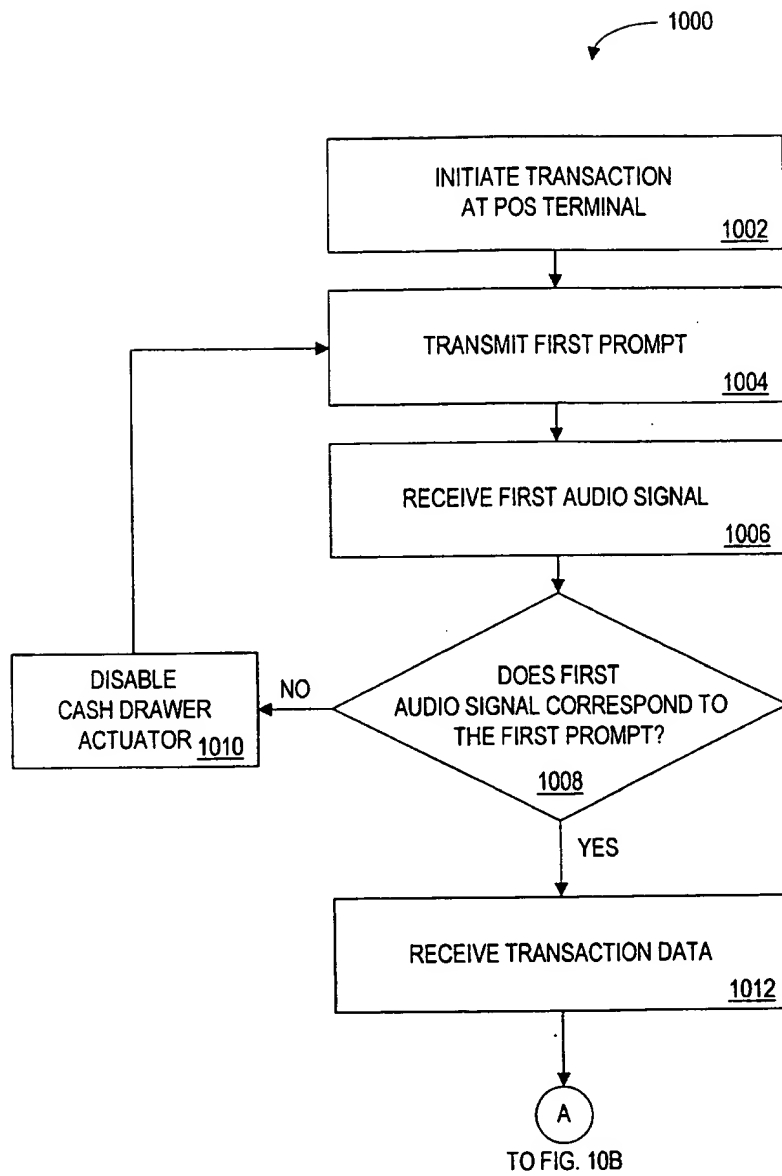 1000
INITIATE TRANSACTION
AT POS TERMINAL
1002
TRANSMIT FIRST PROMPT
1004
RECEIVE FIRST AUDIO SIGNAL
1006
DOES FIRST
AUDIO SIGNAL CORRESPOND TO
THE FIRST PROMPT?
1008
NO
DISABLE
CASH DRAWER
ACTUATOR 1010
YES
RECEIVE TRANSACTION DATA
1012
A
TO FIG. 10B